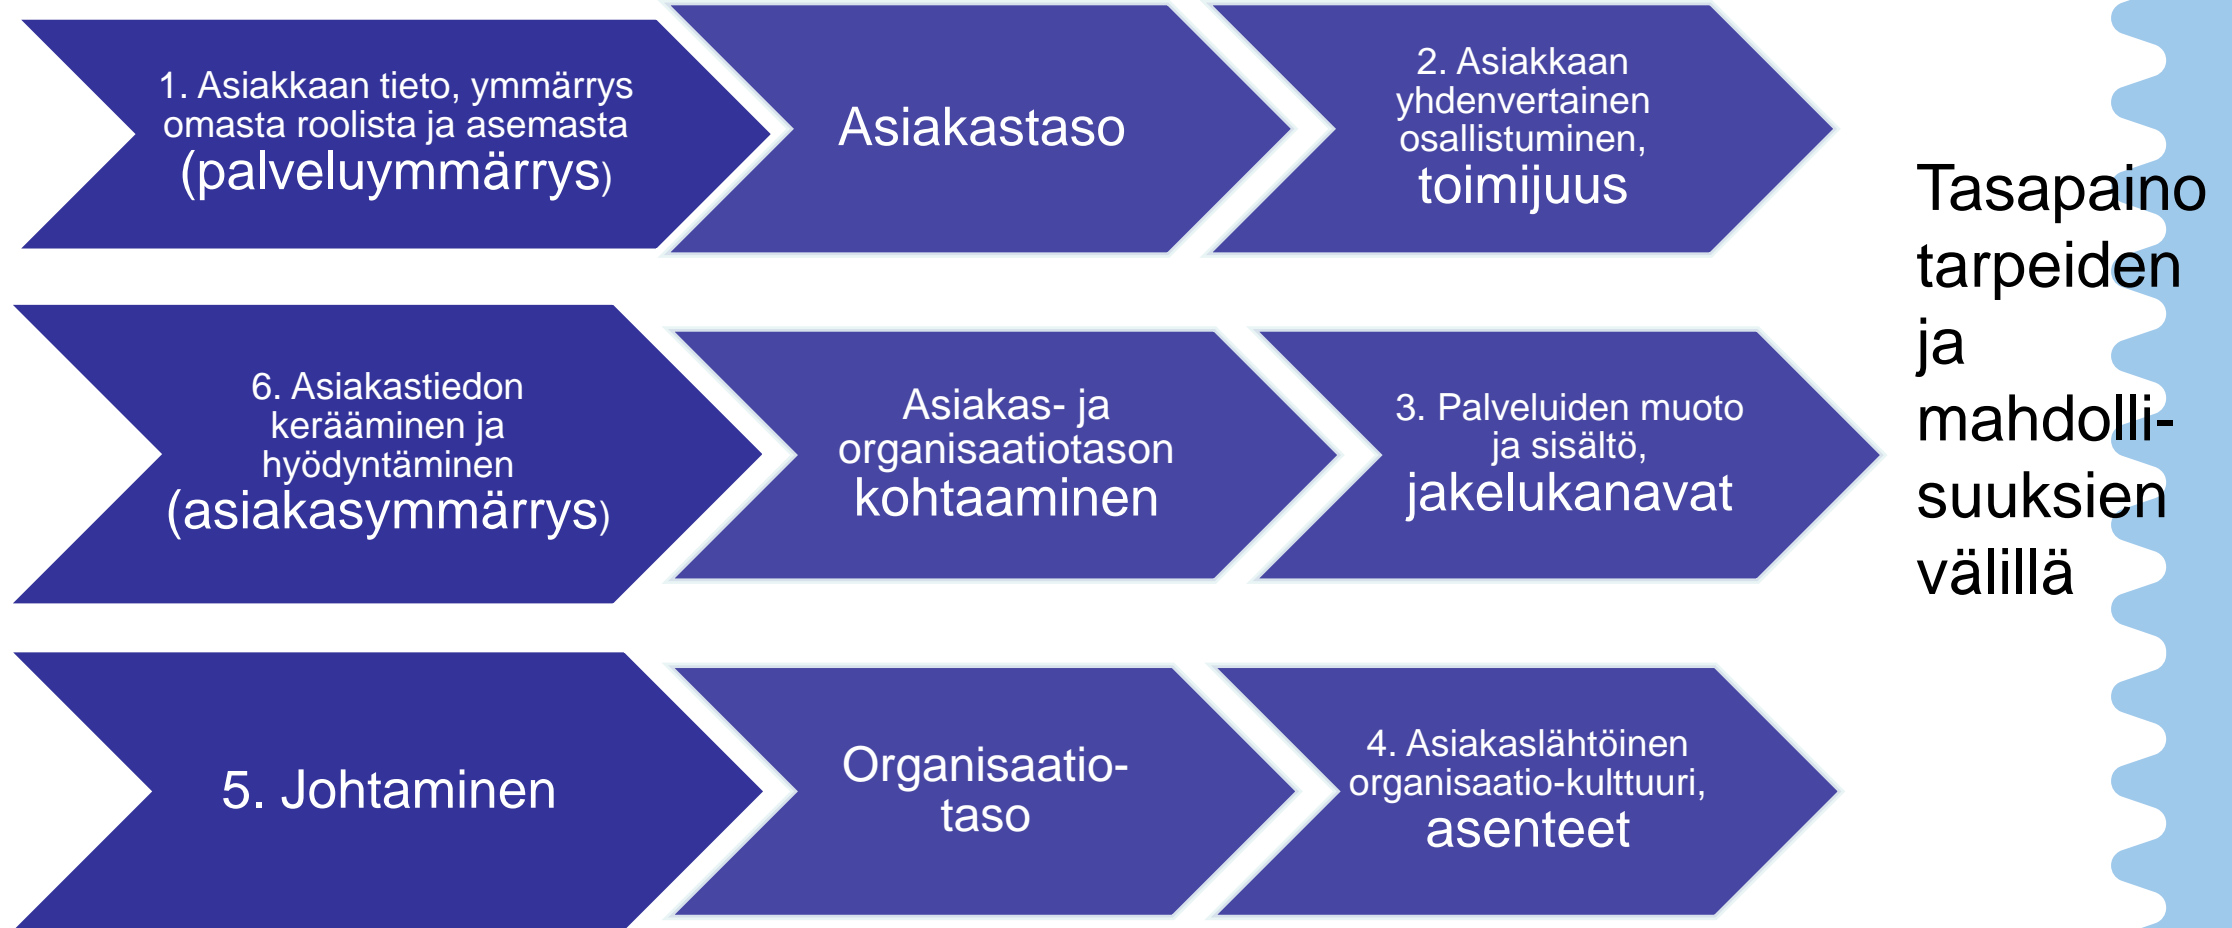 1. Asiakkaan tieto, ymmärrys
omasta roolista ja asemasta
(palveluymmärrys)
Asiakastaso
2. Asiakkaan
yhdenvertainen
osallistuminen,
toimijuus
6. Asiakastiedon
kerääminen ja
hyödyntäminen
(asiakasymmärrys)
Asiakas- ja
organisaatiotason
kohtaaminen
3. Palveluiden muoto
ja sisältö,
jakelukanavat
5. Johtaminen
Organisaatio-
taso
4. Asiakaslähtöinen
organisaatio-kulttuuri,
asenteet
Tasapaino
tarpeiden
ja
mahdolli-
suuksien
välillä